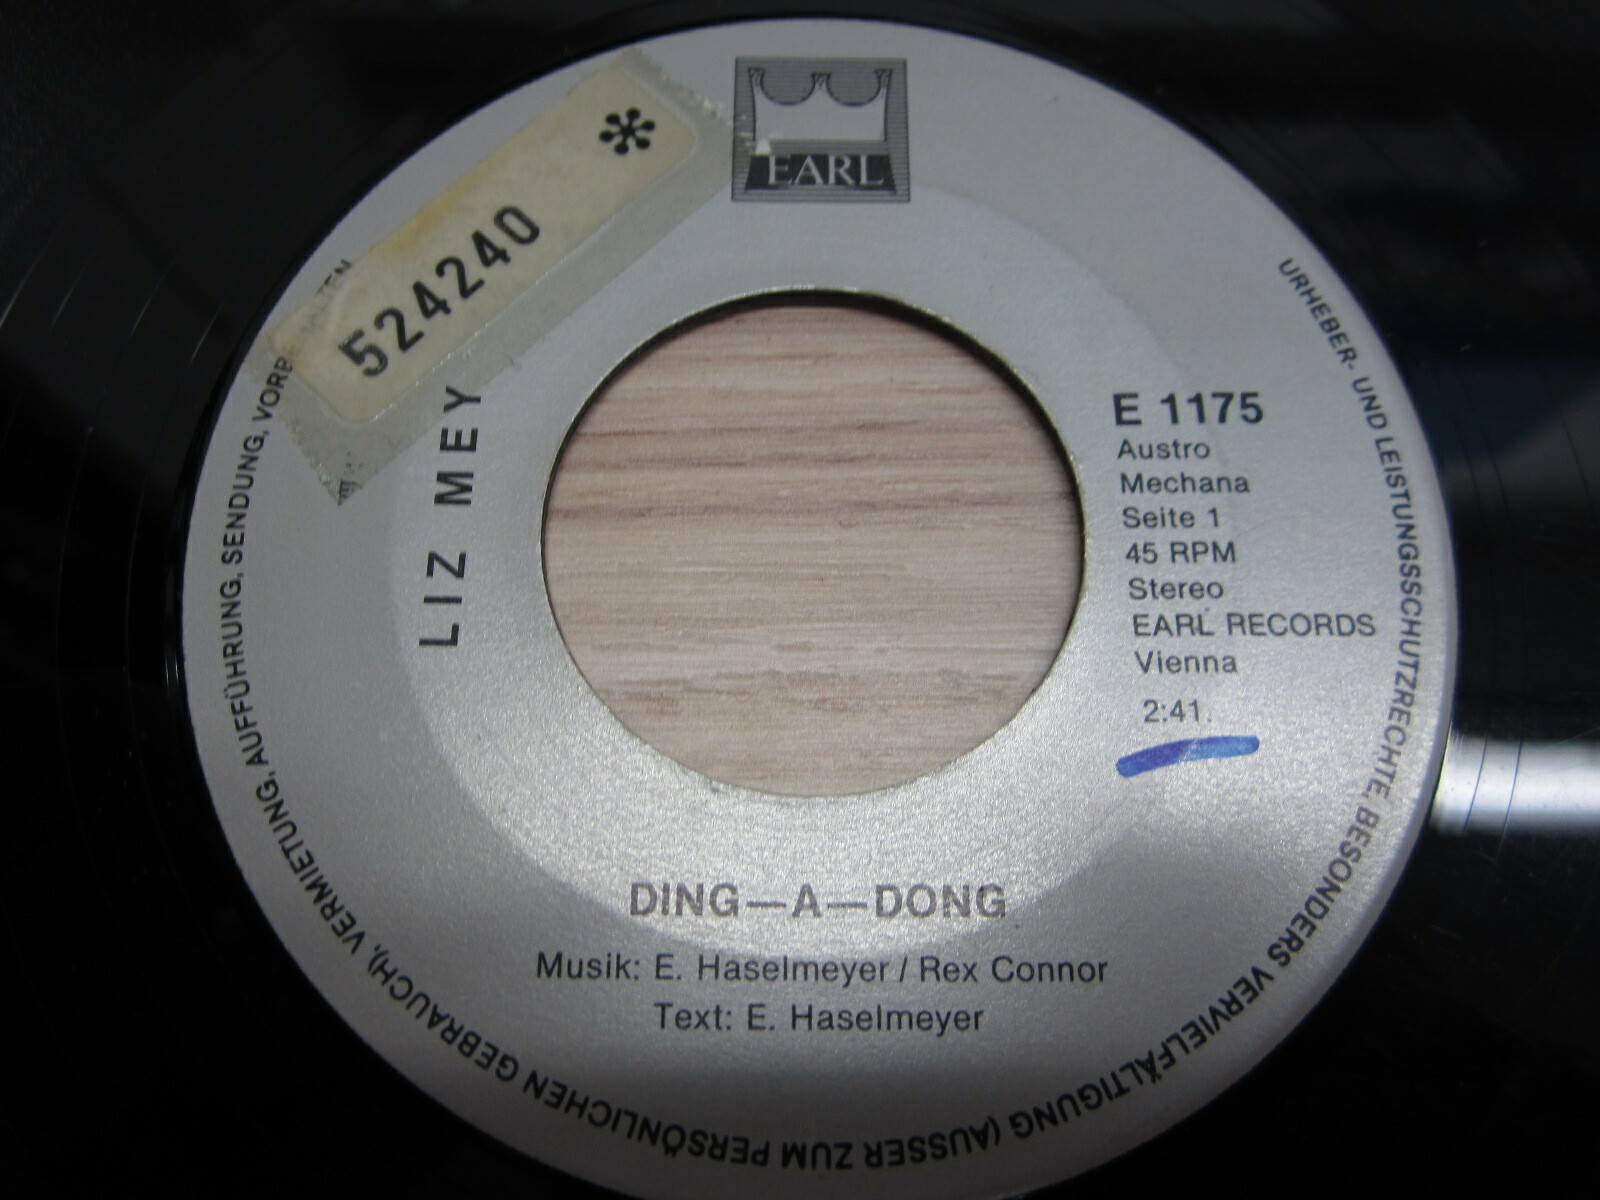 EARL
524240 *
LIZ MEY
E 1175
Austro
Mechana
Seite 1
45 RPM
Stereo
EARL RECORDS
Vienna
2:41.
DING—A—DONG
Musik: E. Haselmeyer / Rex Connor
Text: E. Haselmeyer
URHEBER- UND LEISTUNGSSCHUTZRECHTE, BESONDERS VERVIELFÄLTIGUNG (AUSSER ZUM PERSÖNLICHEN GEBRAUCH), VERMIETUNG, AUFFÜHRUNG, SENDUNG,